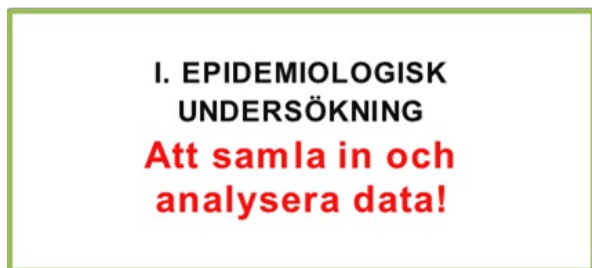 I. EPIDEMIOLOGISK
UNDERSÖKNING
Att samla in och
analysera data!